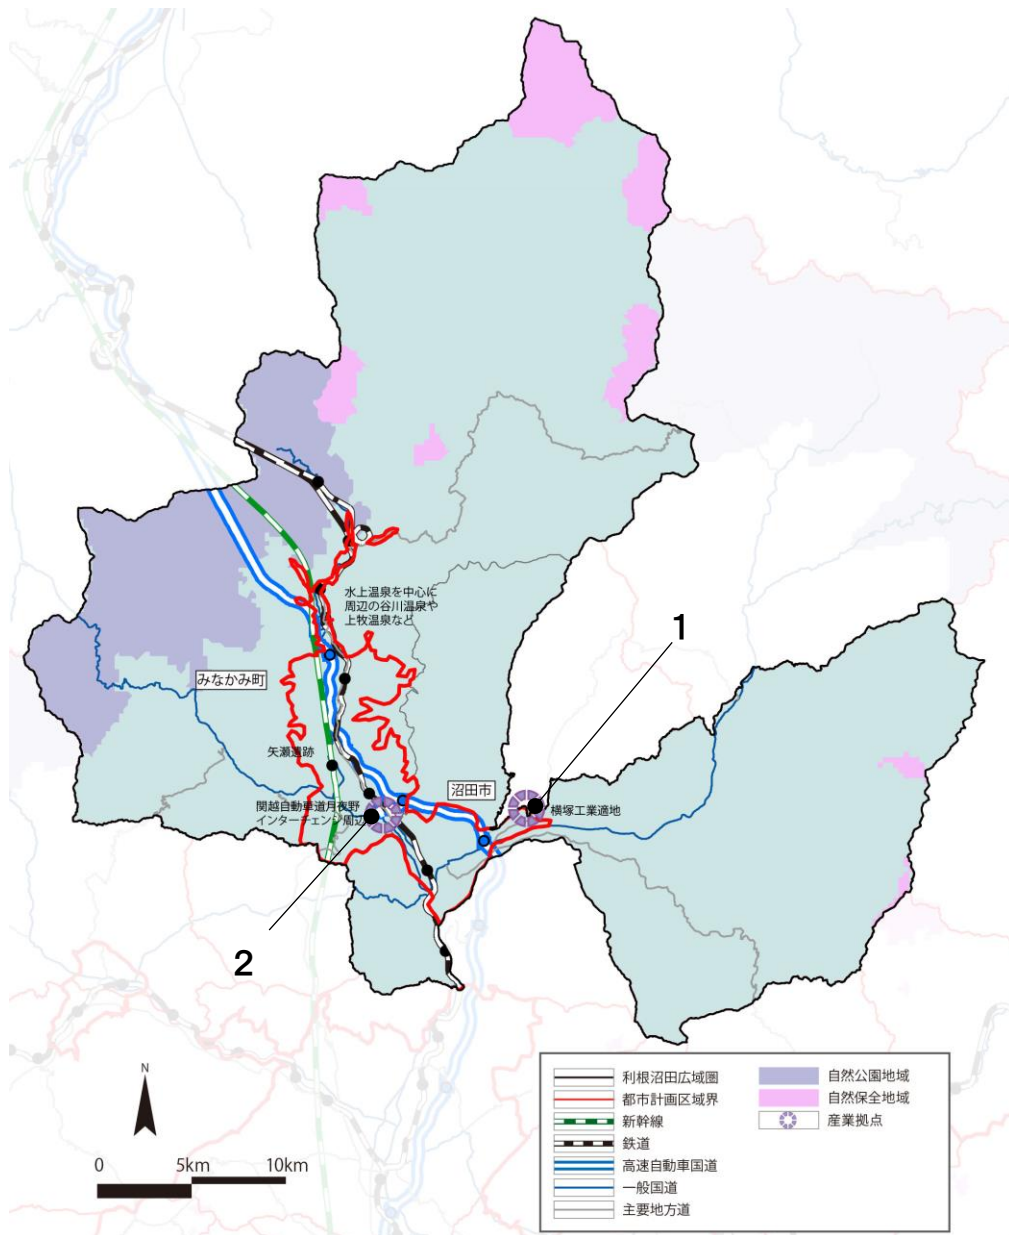 水上温泉を中心に
周辺の谷川温泉や
上牧温泉など
1
みなかみ町
矢瀬遺跡
沼田市
関越自動車道月夜野
インターチェンジ周辺
横塚工業適地
2
N
0 5km 10km
利根沼田広域圏
都市計画区域界
新幹線
鉄道
高速自動車国道
一般国道
主要地方道
自然公園地域
自然保全地域
産業拠点